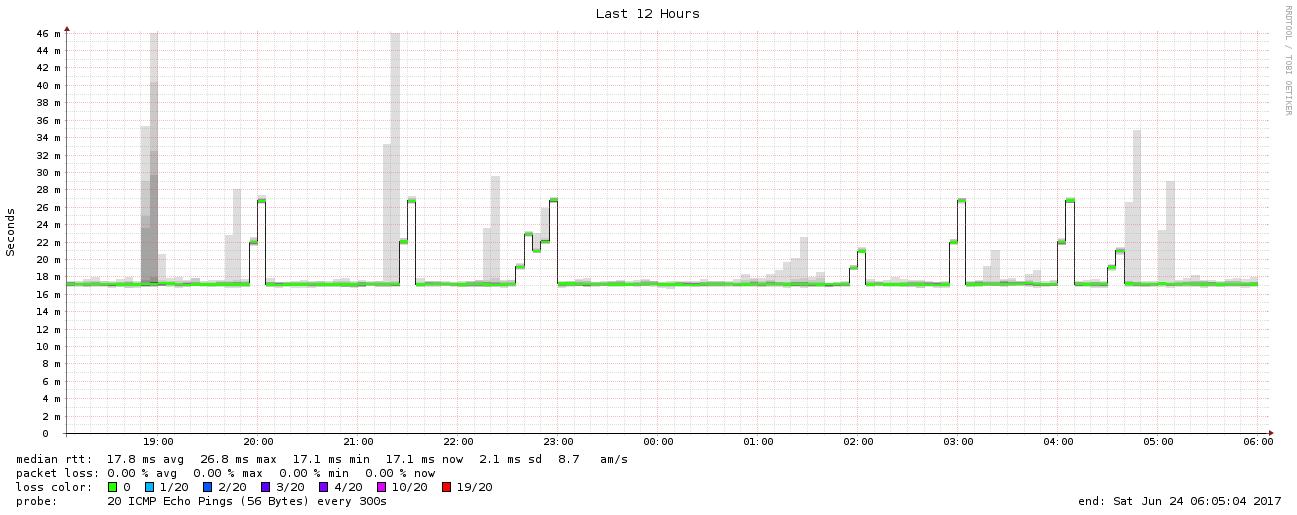 Last 12 Hours
RRDTOOL / TOBI OETIKER
Seconds
46 m
44 m
42 m
40 m
38 m
36 m
34 m
32 m
30 m
28 m
26 m
24 m
22 m
20 m
18 m
16 m
14 m
12 m
10 m
8 m
6 m
4 m
2 m
0
19:00 20:00 21:00 22:00 23:00 00:00 01:00 02:00 03:00 04:00 05:00 06:00
median rtt: 17.8 ms avg 26.8 ms max 17.1 ms min 17.1 ms now 2.1 ms sd 8.7 am/s
packet loss: 0.00 % avg 0.00 % max 0.00 % min 0.00 % now
loss color: 0 1/20 2/20 3/20 4/20 10/20 19/20
probe: 20 ICMP Echo Pings (56 Bytes) every 300s end: Sat Jun 24 06:05:04 2017